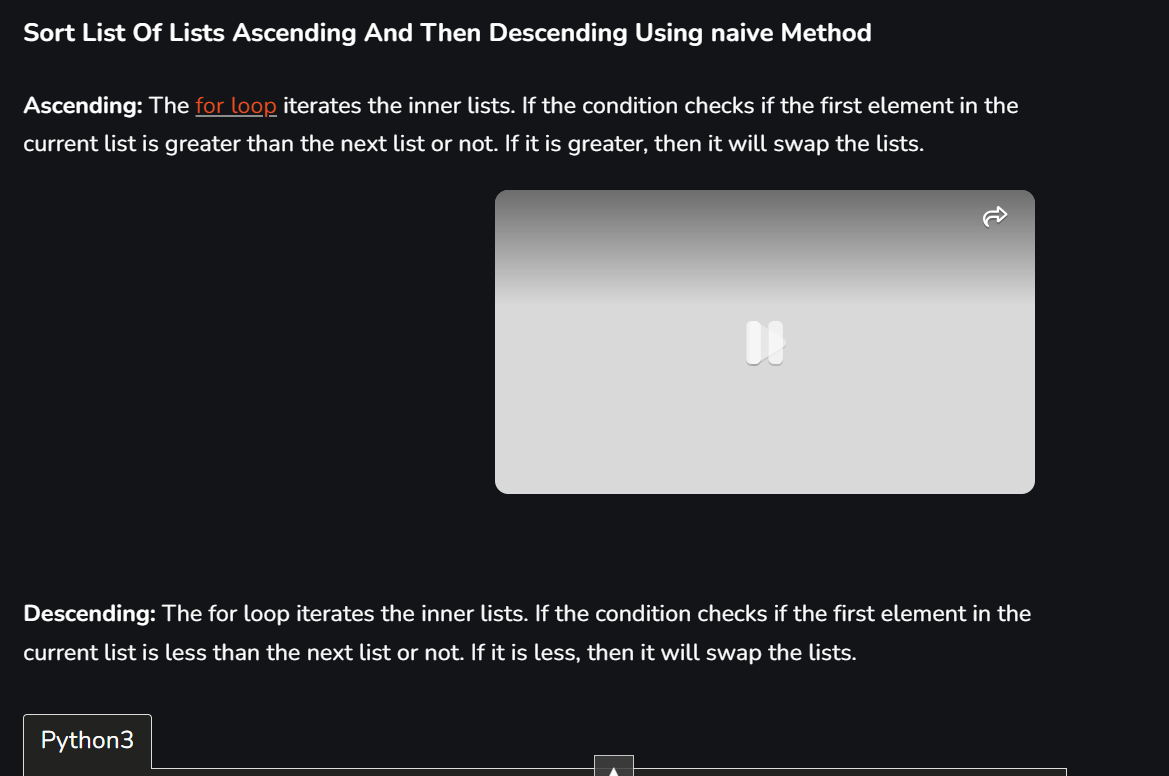 Sort List Of Lists Ascending And Then Descending Using naive Method
Ascending: The for loop iterates the inner lists. If the condition checks if the first element in the
current list is greater than the next list or not. If it is greater, then it will swap the lists.
Descending: The for loop iterates the inner lists. If the condition checks if the first element in the
current list is less than the next list or not. If it is less, then it will swap the lists.
Python3